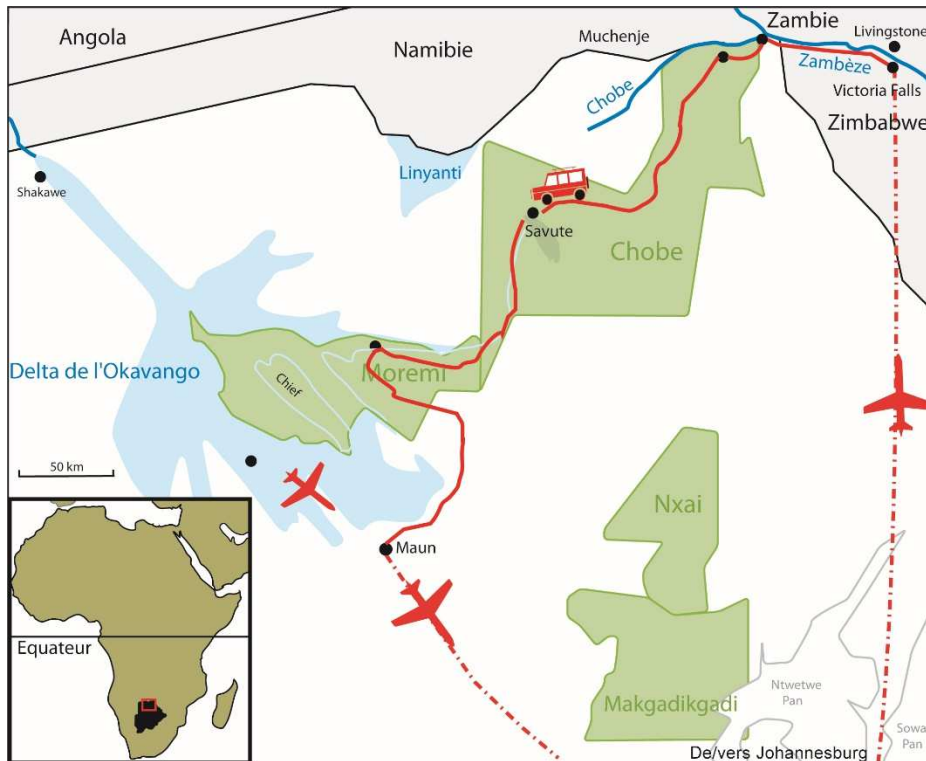 Angola
Namibie
Muchenje
Zambie
Livingstone
Zambèze
Chobe
Victoria Falls
Zimbabwe
Linyanti
Shakawe
Savute
Chobe
Delta de l'Okavango
Moremi
Chief
50 km
Nxai
Maun
Equateur
Makgadikgadi
Ntwetwe
Pan
Sowa
Pan
De/vers Johannesburg